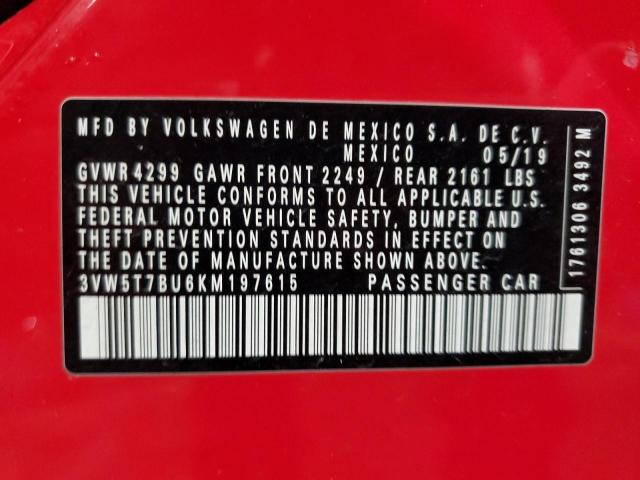 MFD BY VOLKSWAGEN DE MEXICO S.A. DE C.V.
MEXICO 05/19
GVWR 4299 GAWR FRONT 2249 / REAR 2161 LBS
THIS VEHICLE CONFORMS TO ALL APPLICABLE U.S.
FEDERAL MOTOR VEHICLE SAFETY, BUMPER AND
THEFT PREVENTION STANDARDS IN EFFECT ON
THE DATE OF MANUFACTURE SHOWN ABOVE
3VW5T7BU6KM197615 PASSENGER CAR
1761306 3492 M